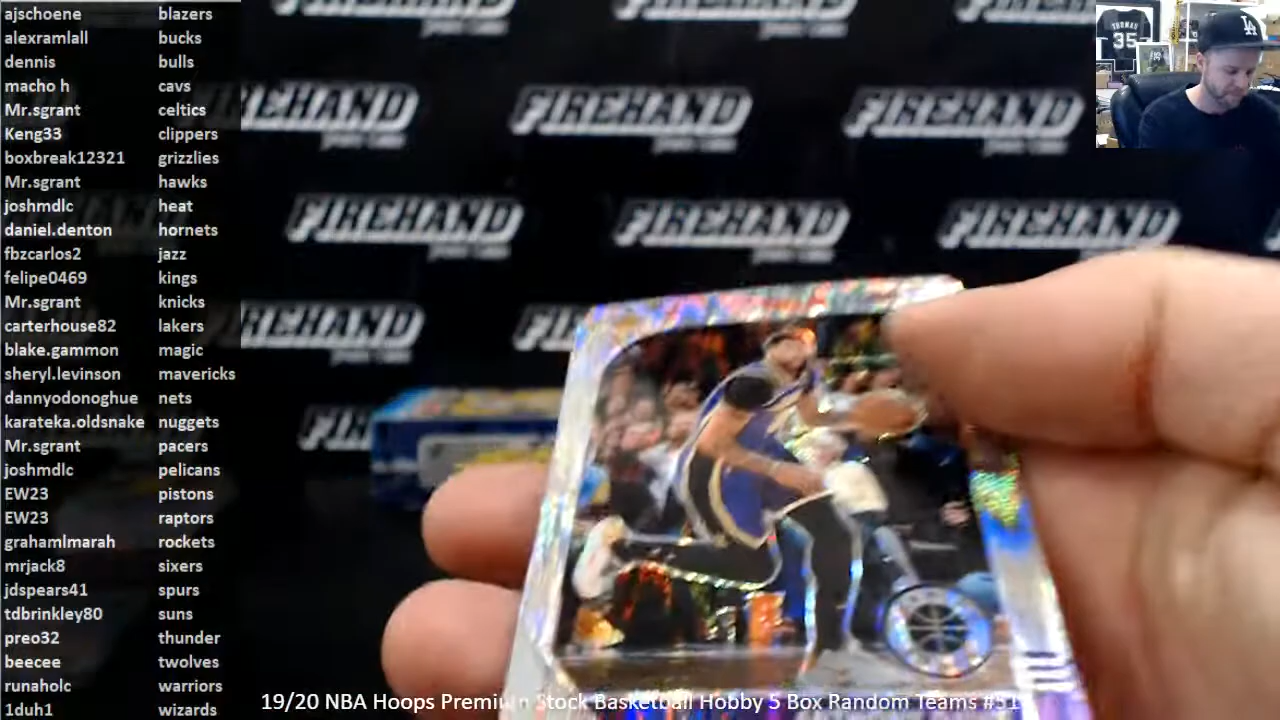 ajschoene blazers
alexramlall bucks
dennis bulls
macho h cavs
Mr.sgrant celtics
Keng33 clippers
boxbreak12321 grizzlies
Mr.sgrant hawks
joshmdlc heat
daniel.denton hornets
fbzcarlos2 jazz
felipe0469 kings
Mr.sgrant knicks
carterhouse82 lakers
blake.gammon magic
sheryl.levinson mavericks
dannyodonoghue nets
karateka.oldsnake nuggets
Mr.sgrant pacers
joshmdlc pelicans
EW23 pistons
EW23 raptors
grahamlmarah rockets
mrjack8 sixers
jdspears41 spurs
tdbrinkley80 suns
preo32 thunder
beecee twolves
runaholc warriors
1duh1 wizards
FIREHAND FIREHAND
FIREHAND FIREHAND FIREHAND
FIREHAND
THOMAS
35
LA
19/20 NBA Hoops Premium Stock Basketball Hobby 5 Box Random Teams #51